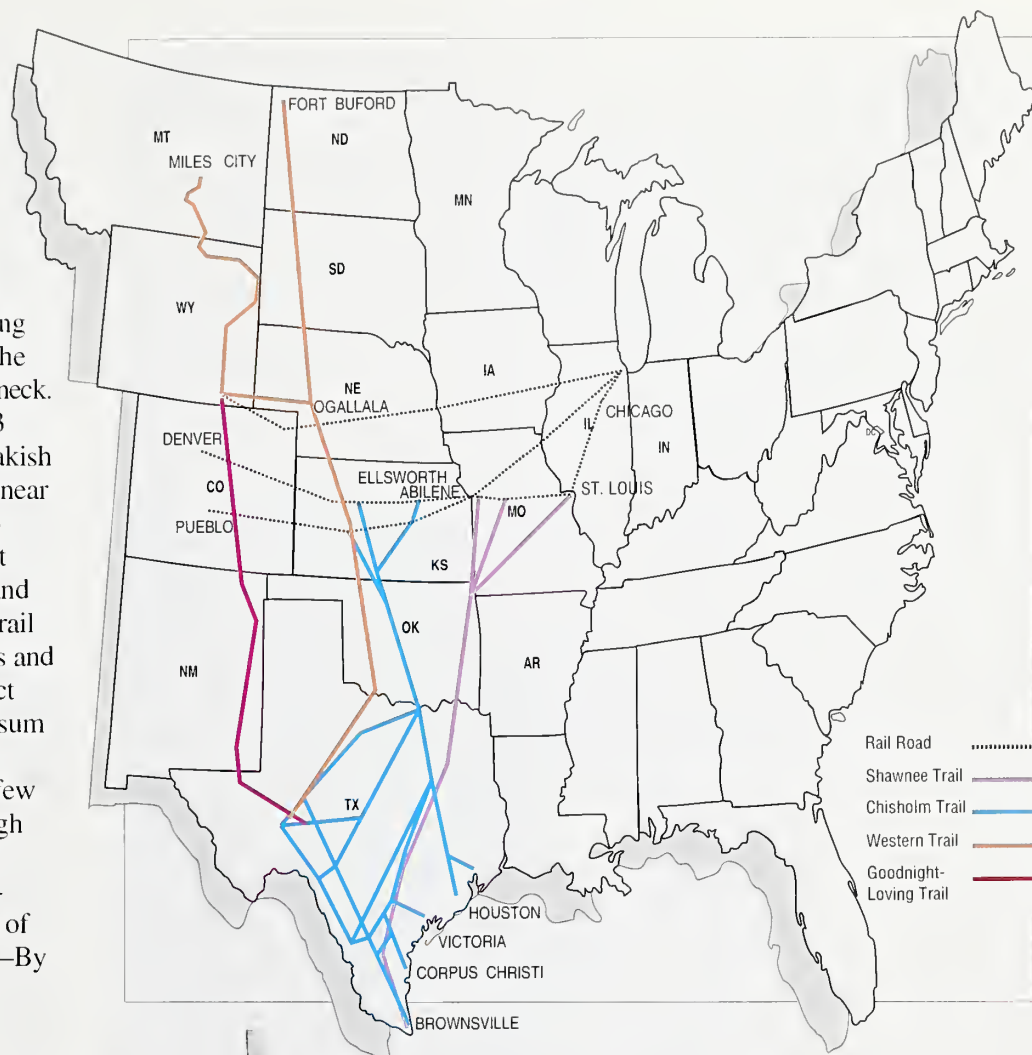 ng
he
neck.
3
akish
near
t
and
rail
s and
ct
sum
few
gh
-
of
—By
FORT BUFORD
MT
ND
MILES CITY
MN
SD
WY
IA
NE
OGALLALA
CHICAGO
IL
IN
DENVER
DC
ELLSWORTH
ABILENE
ST. LOUIS
CO
MO
PUEBLO
KS
OK
NM
AR
TX
HOUSTON
VICTORIA
CORPUS CHRISTI
BROWNSVILLE
Rail Road
Shawnee Trail
Chisholm Trail
Western Trail
Goodnight-
Loving Trail